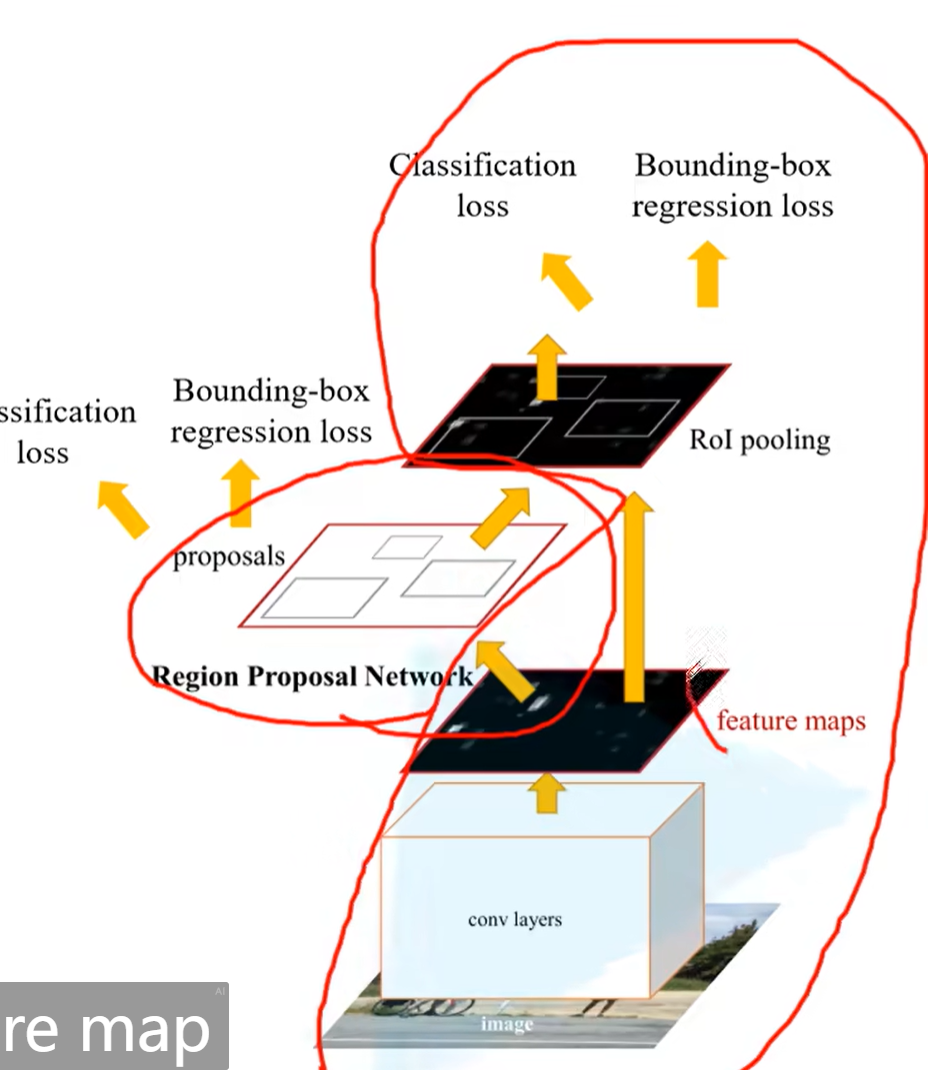 Classification
loss
Bounding-box
regression loss
ssification
loss
Bounding-box
regression loss
RoI pooling
proposals
Region Proposal Network
feature maps
conv layers
image
re map
AI